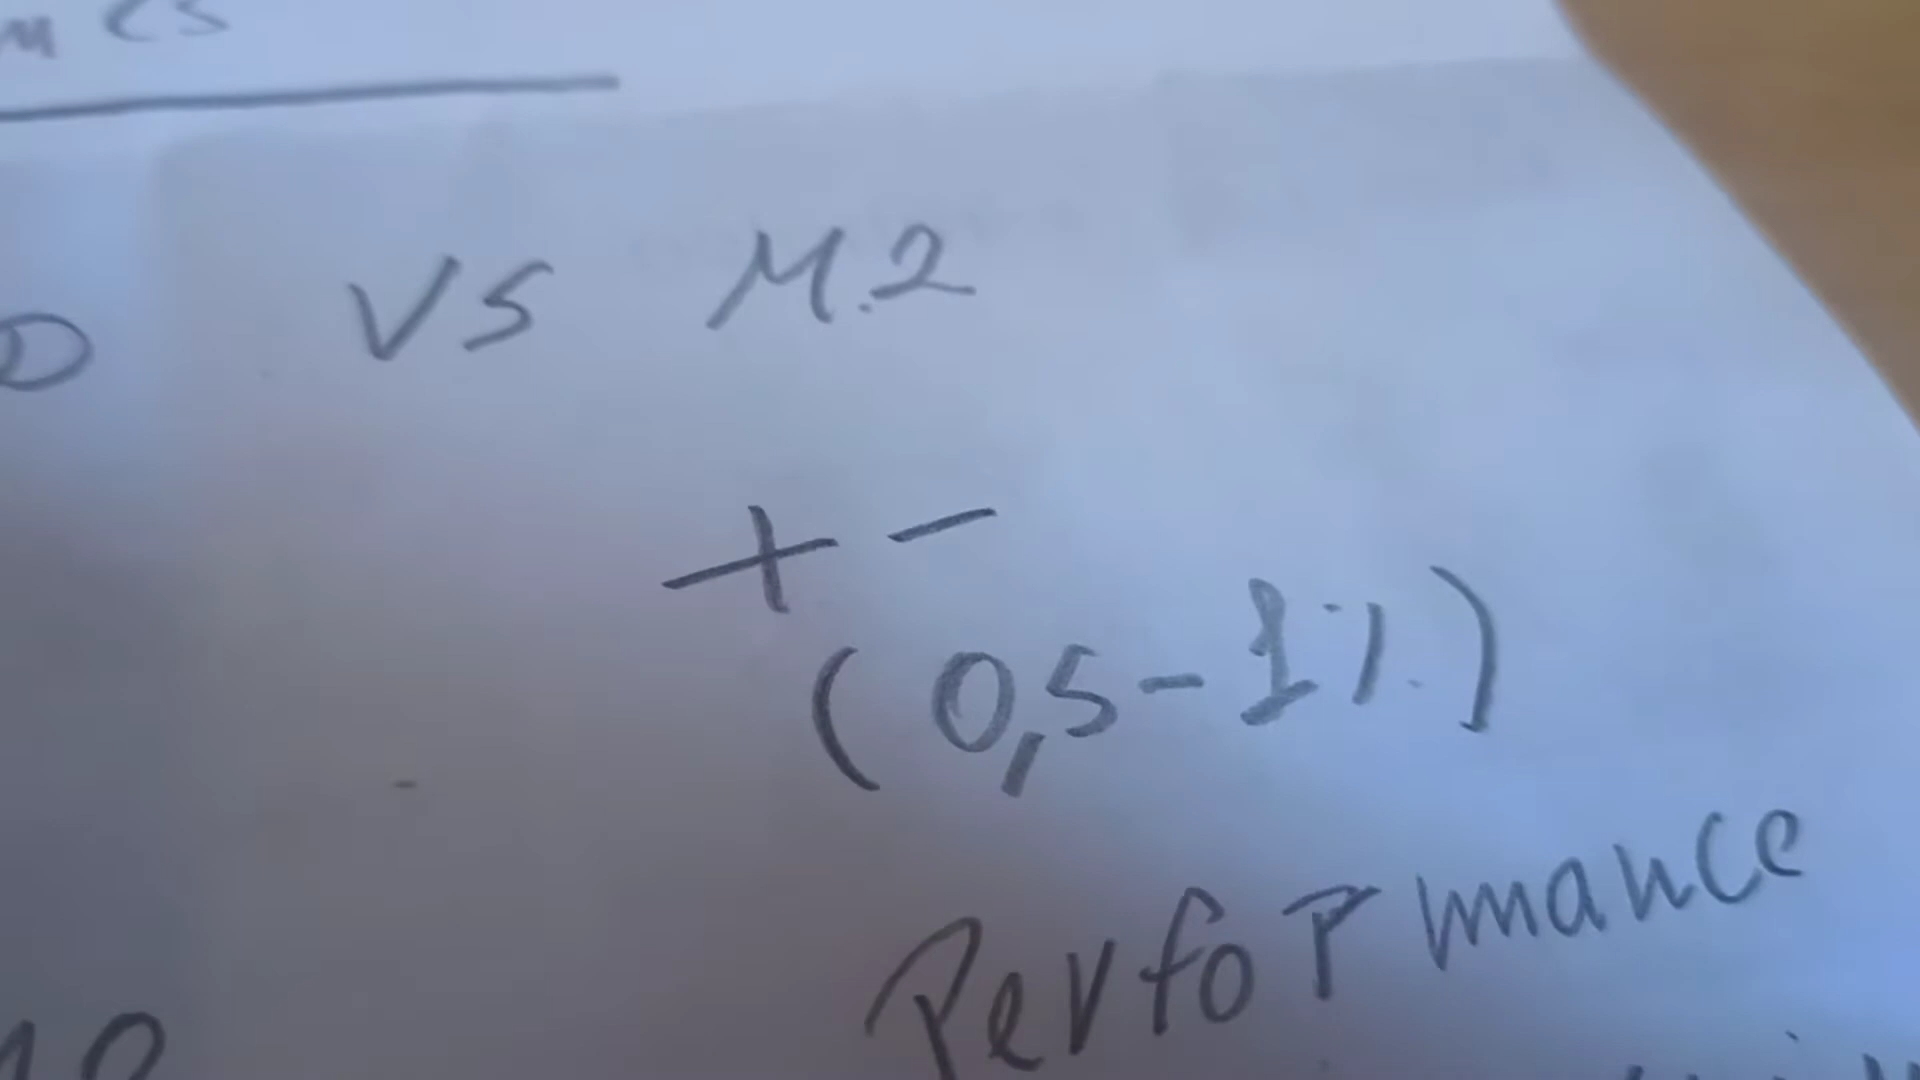 VS M.2
+ -
(0,5-1%)
Performance